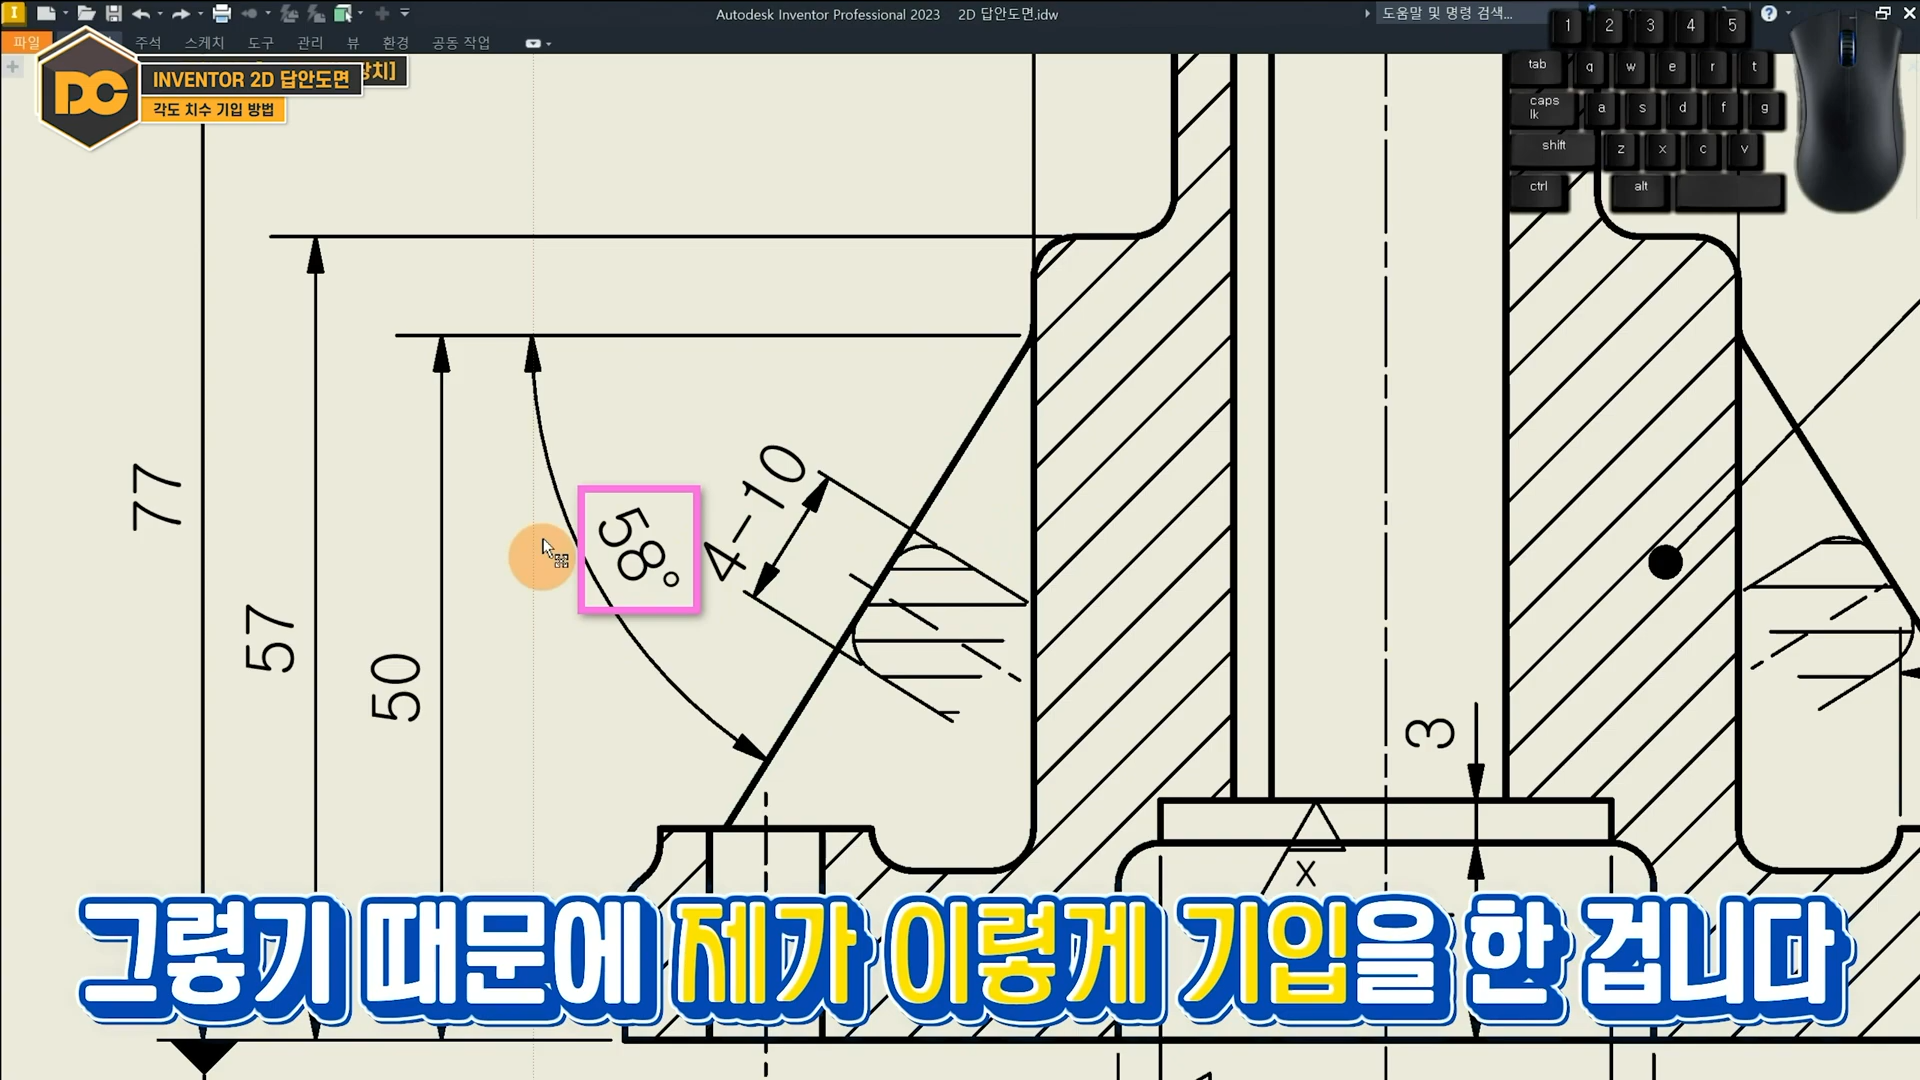 Autodesk Inventor Professional 2023 2D 답안도면.idw
도움말 및 명령 검색...
파일 주석 스케치 도구 관리 뷰 환경 공동 작업
DC
INVENTOR 2D 답안도면
장치]
각도 치수 기입 방법
1 2 3 4 5
tab q w e r t
caps lk a s d f g
shift z x c v
ctrl alt
77
57
50
58°
4-10
3
x
그렇기 때문에 제가 이렇게 기입을 한 겁니다